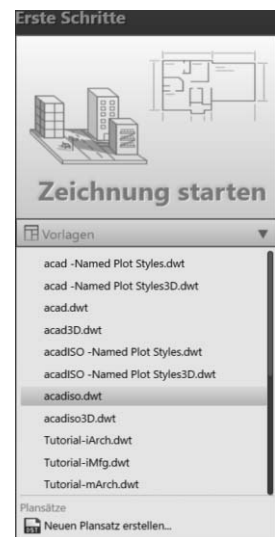 Erste Schritte
Zeichnung starten
Vorlagen
acad -Named Plot Styles.dwt
acad -Named Plot Styles3D.dwt
acad.dwt
acad3D.dwt
acadISO -Named Plot Styles.dwt
acadISO -Named Plot Styles3D.dwt
acadiso.dwt
acadiso3D.dwt
Tutorial-iArch.dwt
Tutorial-iMfg.dwt
Tutorial-mArch.dwt
Plansätze
DST Neuen Plansatz erstellen...